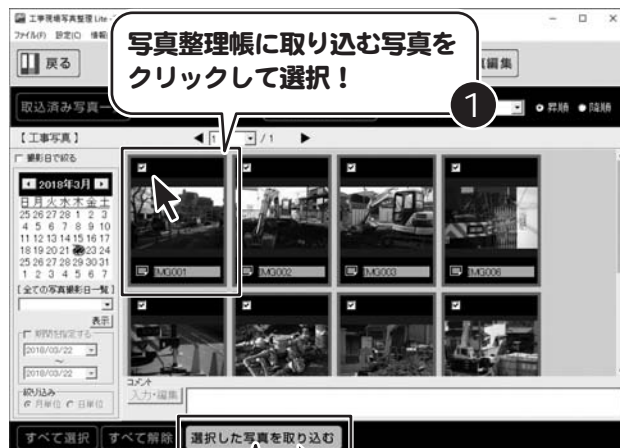 工事現場写真整理 Lite -
ファイル(F) 設定(C) 情報(
写真整理帳に取り込む写真を
クリックして選択！
戻る
編集
1
取込済み写真一
昇順 降順
【工事写真】
1 / 1
撮影日で絞る
2018年3月
日 月 火 水 木 金 土
25 26 27 28 1 2 3
4 5 6 7 8 9 10
11 12 13 14 15 16 17
18 19 20 21 22 23 24
25 26 27 28 29 30 31
1 2 3 4 5 6 7
IMG001 IMG002 IMG003 IMG006
【全ての写真撮影日一覧】
表示
期間を指定する
2018/03/22
～
2018/03/22
絞り込み
月単位 日単位
コメント
入力・編集
すべて選択 すべて解除 選択した写真を取り込む